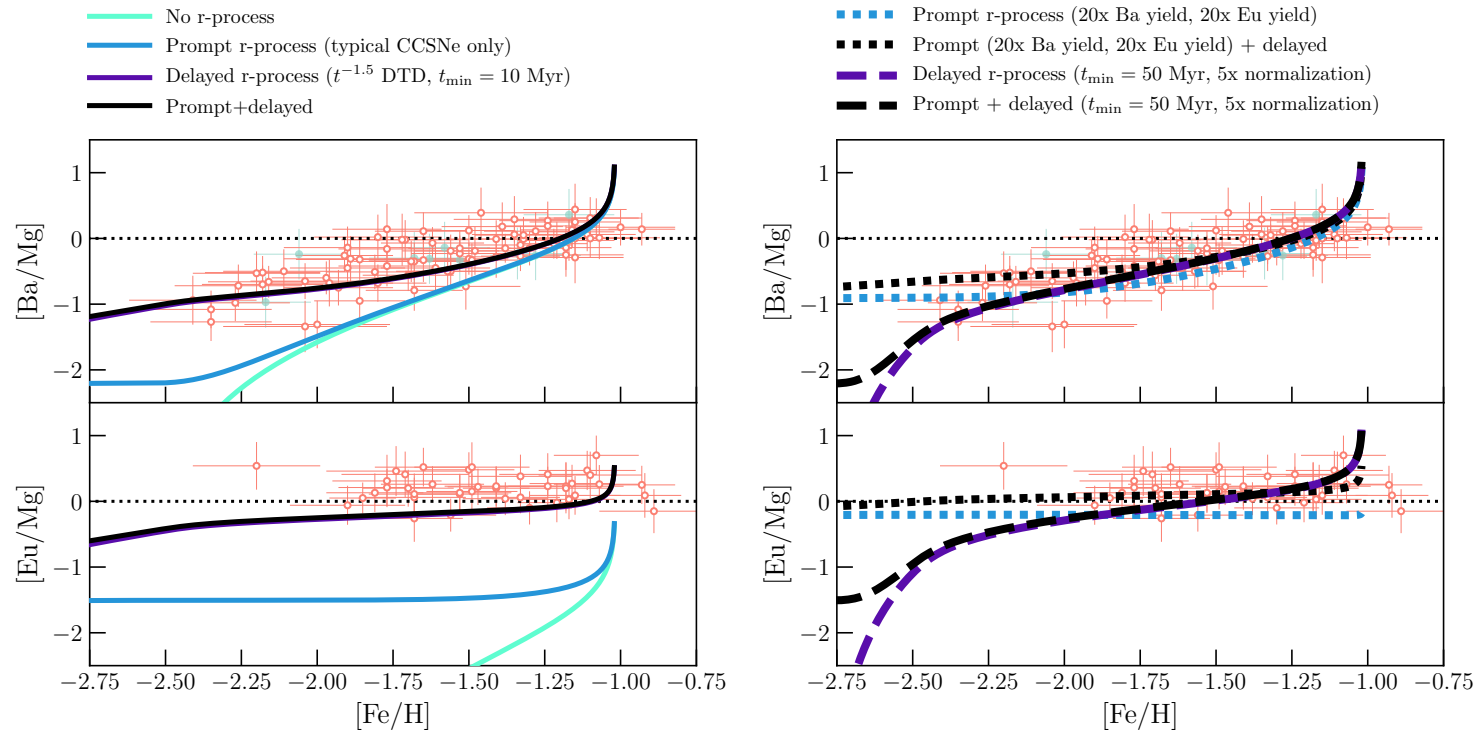 No r-process
Prompt r-process (typical CCSNe only)
Delayed r-process (t⁻¹·⁵ DTD, t_min = 10 Myr)
Prompt+delayed
Prompt r-process (20x Ba yield, 20x Eu yield)
Prompt (20x Ba yield, 20x Eu yield) + delayed
Delayed r-process (t_min = 50 Myr, 5x normalization)
Prompt + delayed (t_min = 50 Myr, 5x normalization)
[Ba/Mg]
1
0
−1
−2
[Eu/Mg]
1
0
−1
−2
−2.75 −2.50 −2.25 −2.00 −1.75 −1.50 −1.25 −1.00 −0.75
[Fe/H]
[Ba/Mg]
1
0
−1
−2
[Eu/Mg]
1
0
−1
−2
−2.75 −2.50 −2.25 −2.00 −1.75 −1.50 −1.25 −1.00 −0.75
[Fe/H]